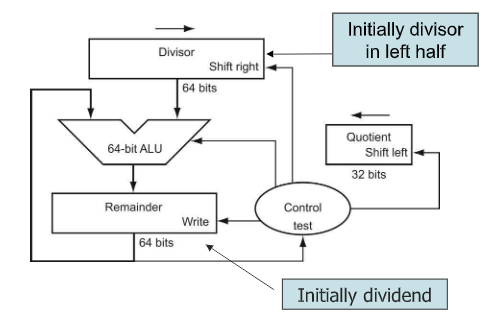 Initially divisor
in left half
Divisor
Shift right
64 bits
64-bit ALU
Quotient
Shift left
32 bits
Remainder
Write
Control
test
64 bits
Initially dividend